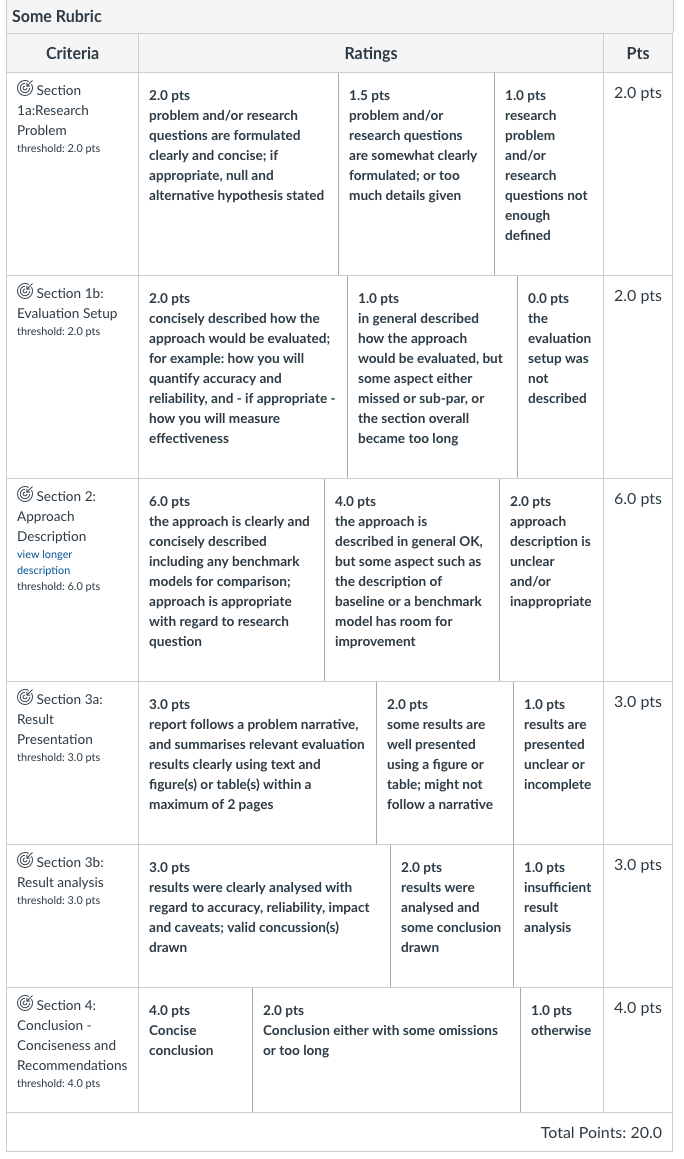 Some Rubric
Criteria
Ratings
Pts
Section
1a:Research
Problem
threshold: 2.0 pts
2.0 pts
problem and/or research
questions are formulated
clearly and concise; if
appropriate, null and
alternative hypothesis stated
1.5 pts
problem and/or
research questions
are somewhat clearly
formulated; or too
much details given
1.0 pts
research
problem
and/or
research
questions not
enough
defined
2.0 pts
Section 1b:
Evaluation Setup
threshold: 2.0 pts
2.0 pts
concisely described how the
approach would be evaluated;
for example: how you will
quantify accuracy and
reliability, and - if appropriate -
how you will measure
effectiveness
1.0 pts
in general described
how the approach
would be evaluated, but
some aspect either
missed or sub-par, or
the section overall
became too long
0.0 pts
the
evaluation
setup was
not
described
2.0 pts
Section 2:
Approach
Description
view longer
description
threshold: 6.0 pts
6.0 pts
the approach is clearly and
concisely described
including any benchmark
models for comparison;
approach is appropriate
with regard to research
question
4.0 pts
the approach is
described in general OK,
but some aspect such as
the description of
baseline or a benchmark
model has room for
improvement
2.0 pts
approach
description is
unclear
and/or
inappropriate
6.0 pts
Section 3a:
Result
Presentation
threshold: 3.0 pts
3.0 pts
report follows a problem narrative,
and summarises relevant evaluation
results clearly using text and
figure(s) or table(s) within a
maximum of 2 pages
2.0 pts
some results are
well presented
using a figure or
table; might not
follow a narrative
1.0 pts
results are
presented
unclear or
incomplete
3.0 pts
Section 3b:
Result analysis
threshold: 3.0 pts
3.0 pts
results were clearly analysed with
regard to accuracy, reliability, impact
and caveats; valid concussion(s)
drawn
2.0 pts
results were
analysed and
some conclusion
drawn
1.0 pts
insufficient
result
analysis
3.0 pts
Section 4:
Conclusion -
Conciseness and
Recommendations
threshold: 4.0 pts
4.0 pts
Concise
conclusion
2.0 pts
Conclusion either with some omissions
or too long
1.0 pts
otherwise
4.0 pts
Total Points: 20.0